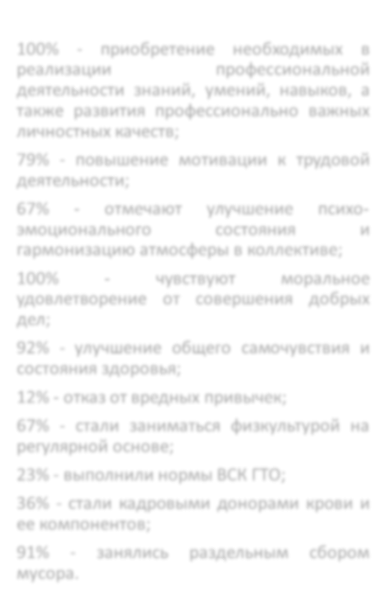 100% - приобретение необходимых в
реализации профессиональной
деятельности знаний, умений, навыков, а
также развития профессионально важных
личностных качеств;
79% - повышение мотивации к трудовой
деятельности;
67% - отмечают улучшение психо-
эмоционального состояния и
гармонизацию атмосферы в коллективе;
100% - чувствуют моральное
удовлетворение от совершения добрых
дел;
92% - улучшение общего самочувствия и
состояния здоровья;
12% - отказ от вредных привычек;
67% - стали заниматься физкультурой на
регулярной основе;
23% - выполнили нормы ВСК ГТО;
36% - стали кадровыми донорами крови и
ее компонентов;
91% - занялись раздельным сбором
мусора.